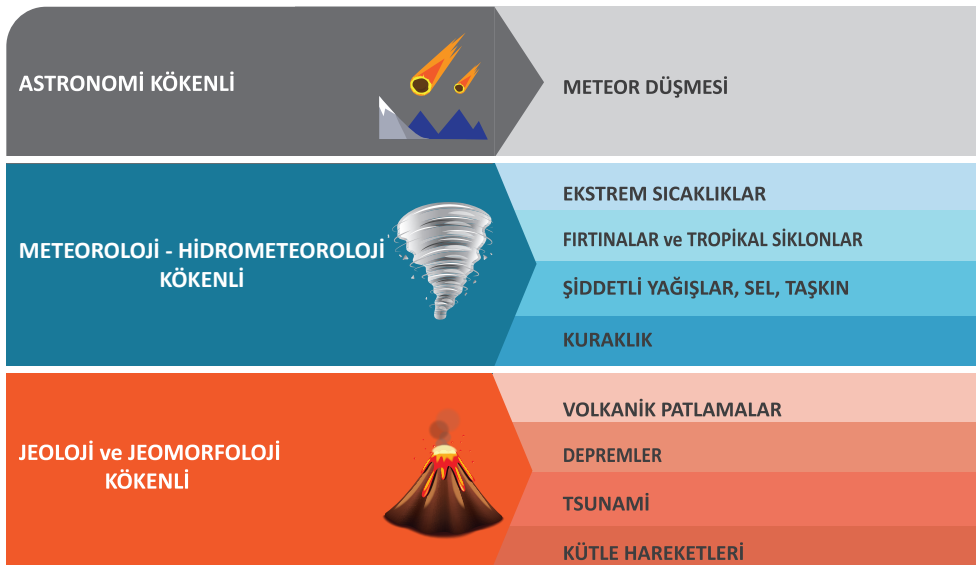 ASTRONOMİ KÖKENLİ
METEOR DÜŞMESİ
METEOROLOJİ - HİDROMETEOROLOJİ
KÖKENLİ
EKSTREM SICAKLIKLAR
FIRTINALAR ve TROPİKAL SİKLONLAR
ŞİDDETLİ YAĞIŞLAR, SEL, TAŞKIN
KURAKLIK
JEOLOJİ ve JEOMORFOLOJİ
KÖKENLİ
VOLKANİK PATLAMALAR
DEPREMLER
TSUNAMİ
KÜTLE HAREKETLERİ